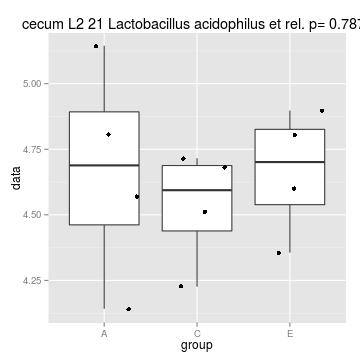 cecum L2 21 Lactobacillus acidophilus et rel. p= 0.787
5.00
4.75
4.50
4.25
data
A
C
E
group